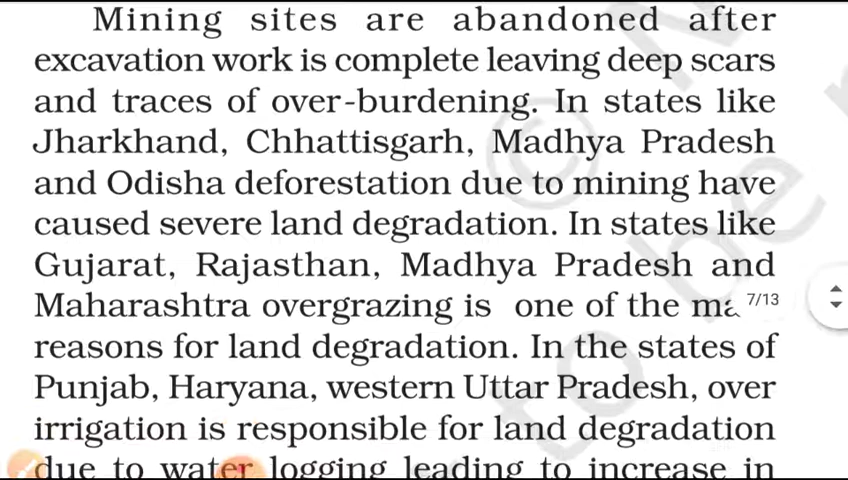 Mining sites are abandoned after
excavation work is complete leaving deep scars
and traces of over-burdening. In states like
Jharkhand, Chhattisgarh, Madhya Pradesh
and Odisha deforestation due to mining have
caused severe land degradation. In states like
Gujarat, Rajasthan, Madhya Pradesh and
Maharashtra overgrazing is one of the 7/13
reasons for land degradation. In the states of
Punjab, Haryana, western Uttar Pradesh, over
irrigation is responsible for land degradation
due to water logging leading to increase in
to be